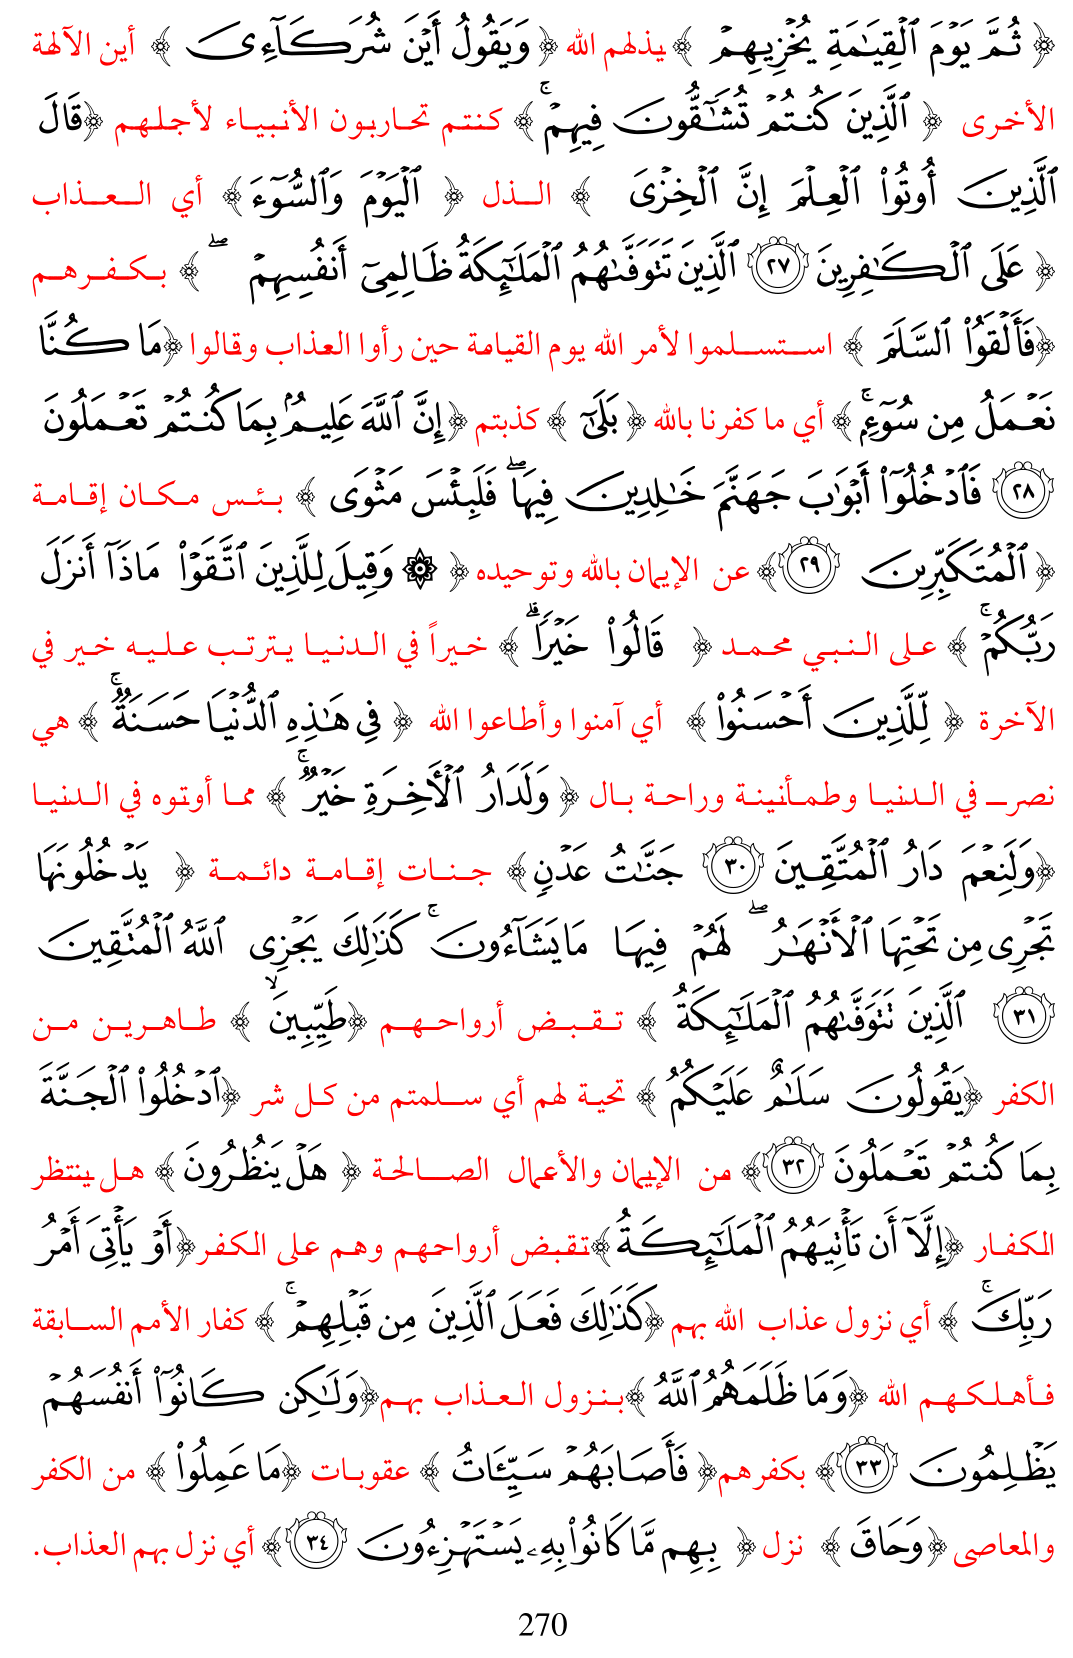 ﴿ ثُمَّ يَوْمَ ٱلْقِيَـٰمَةِ يُخْزِيهِمْ ﴾ يذلهم الله ﴿ وَيَقُولُ أَيْنَ شُرَكَآءِىَ ﴾ أين الآلهة
الأخرى ﴿ ٱلَّذِينَ كُنتُمْ تُشَـٰٓقُّونَ فِيهِمْ ۚ ﴾ كنتم تحاربون الأنبياء لأجلهم ﴿قَالَ
ٱلَّذِينَ أُوتُوا۟ ٱلْعِلْمَ إِنَّ ٱلْخِزْىَ ﴾ الذل ﴿ ٱلْيَوْمَ وَٱلسُّوٓءَ﴾ أي العذاب
﴿ عَلَى ٱلْكَـٰفِرِينَ ٢٧ ٱلَّذِينَ تَتَوَفَّىٰهُمُ ٱلْمَلَـٰٓئِكَةُ ظَالِمِىٓ أَنفُسِهِمْ ۖ ﴾ بكفرهم
﴿فَأَلْقَوُا۟ ٱلسَّلَمَ ﴾ استسلموا لأمر الله يوم القيامة حين رأوا العذاب وقالوا ﴿مَا كُنَّا
نَعْمَلُ مِن سُوٓءٍۭ ۚ ﴾ أي ما كفرنا بالله ﴿ بَلَىٰٓ ﴾ كذبتم ﴿إِنَّ ٱللَّهَ عَلِيمٌۢ بِمَا كُنتُمْ تَعْمَلُونَ
٢٨ فَٱدْخُلُوٓا۟ أَبْوَٰبَ جَهَنَّمَ خَـٰلِدِينَ فِيهَا ۖ فَلَبِئْسَ مَثْوَى ﴾ بئس مكان إقامة
﴿ ٱلْمُتَكَبِّرِينَ ٢٩ ﴾ عن الإيمان بالله وتوحيده ﴿ ۞ وَقِيلَ لِلَّذِينَ ٱتَّقَوْا۟ مَاذَآ أَنزَلَ
رَبُّكُمْ ۚ ﴾ على النبي محمد ﴿ قَالُوا۟ خَيْرًا ۗ ﴾ خيراً في الدنيا يترتب عليه خير في
الآخرة ﴿ لِّلَّذِينَ أَحْسَنُوا۟ ﴾ أي آمنوا وأطاعوا الله ﴿ فِى هَـٰذِهِ ٱلدُّنْيَا حَسَنَةٌ ۚ ﴾ هي
نصر في الدنيا وطمأنينة وراحة بال ﴿ وَلَدَارُ ٱلْـَٔاخِرَةِ خَيْرٌ ۚ ﴾ مما أوتوه في الدنيا
﴿وَلَنِعْمَ دَارُ ٱلْمُتَّقِينَ ٣٠ جَنَّـٰتُ عَدْنٍ﴾ جنات إقامة دائمة ﴿ يَدْخُلُونَهَا
تَجْرِى مِن تَحْتِهَا ٱلْأَنْهَـٰرُ ۖ لَهُمْ فِيهَا مَا يَشَآءُونَ ۚ كَذَٰلِكَ يَجْزِى ٱللَّهُ ٱلْمُتَّقِينَ
٣١ ٱلَّذِينَ تَتَوَفَّىٰهُمُ ٱلْمَلَـٰٓئِكَةُ ﴾ تقبض أرواحهم ﴿طَيِّبِينَ ۙ ﴾ طاهرين من
الكفر ﴿يَقُولُونَ سَلَـٰمٌ عَلَيْكُمُ ﴾ تحية لهم أي سلمتم من كل شر ﴿ٱدْخُلُوا۟ ٱلْجَنَّةَ
بِمَا كُنتُمْ تَعْمَلُونَ ٣٢ ﴾ من الإيمان والأعمال الصالحة ﴿ هَلْ يَنظُرُونَ ﴾ هل ينتظر
الكفار ﴿إِلَّآ أَن تَأْتِيَهُمُ ٱلْمَلَـٰٓئِكَةُ ﴾تقبض أرواحهم وهم على الكفر﴿أَوْ يَأْتِىَ أَمْرُ
رَبِّكَ ۚ ﴾ أي نزول عذاب الله بهم ﴿كَذَٰلِكَ فَعَلَ ٱلَّذِينَ مِن قَبْلِهِمْ ۚ ﴾ كفار الأمم السابقة
فأهلكهم الله ﴿وَمَا ظَلَمَهُمُ ٱللَّهُ ﴾بنزول العذاب بهم﴿وَلَـٰكِن كَانُوٓا۟ أَنفُسَهُمْ
يَظْلِمُونَ ٣٣ ﴾ بكفرهم﴿ فَأَصَابَهُمْ سَيِّـَٔاتُ ﴾ عقوبات ﴿مَا عَمِلُوا۟ ﴾ من الكفر
والمعاصي ﴿وَحَاقَ ﴾ نزل ﴿ بِهِم مَّا كَانُوا۟ بِهِۦ يَسْتَهْزِءُونَ ٣٤ ﴾ أي نزل بهم العذاب.
270